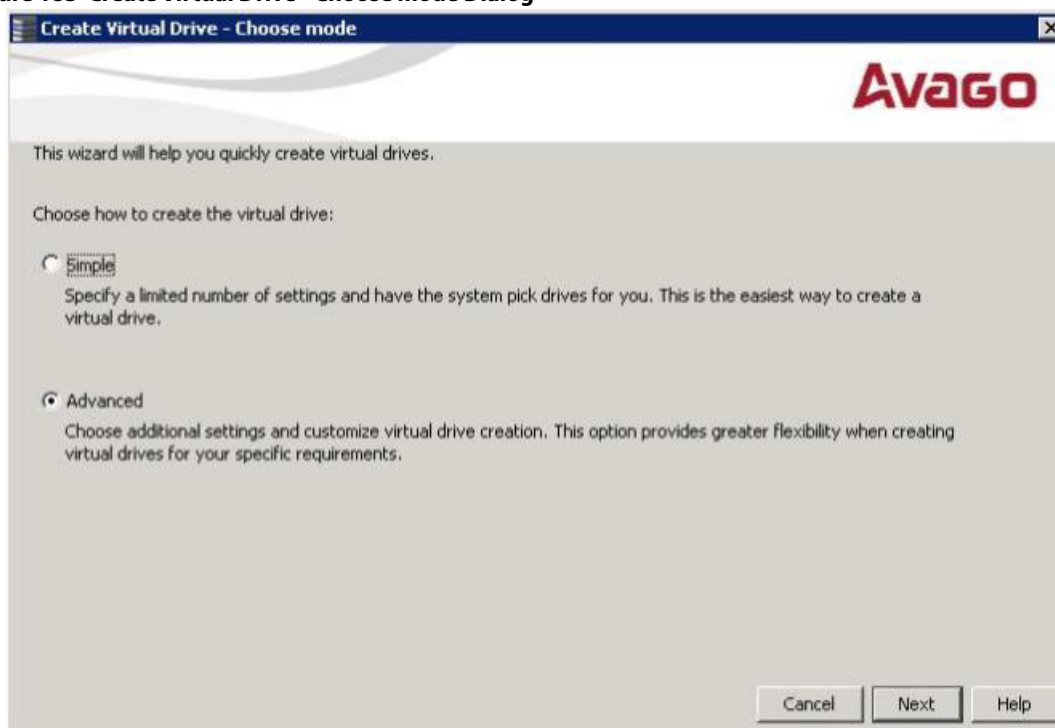 Create Virtual Drive - Choose mode
Avago
This wizard will help you quickly create virtual drives.
Choose how to create the virtual drive:
Simple
Specify a limited number of settings and have the system pick drives for you. This is the easiest way to create a
virtual drive.
Advanced
Choose additional settings and customize virtual drive creation. This option provides greater flexibility when creating
virtual drives for your specific requirements.
Cancel Next Help